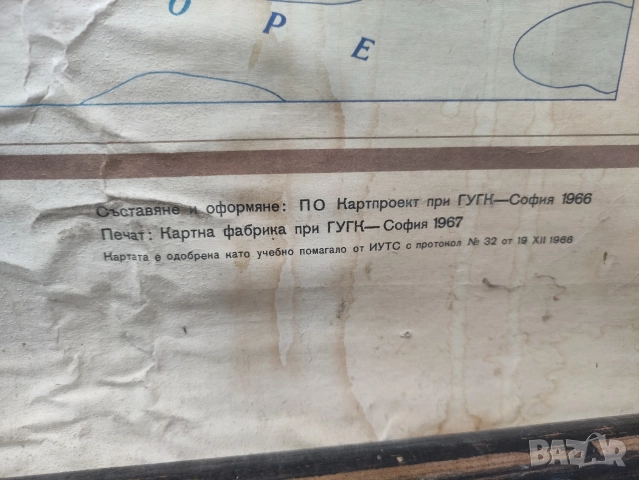 О Р Е
Съставяне и оформяне: ПО Картпроект при ГУГК—София 1966
Печат: Картна фабрика при ГУГК—София 1967
Картата е одобрена като учебно помагало от ИУТС с протокол № 32 от 19 XII 1966
BAZAR